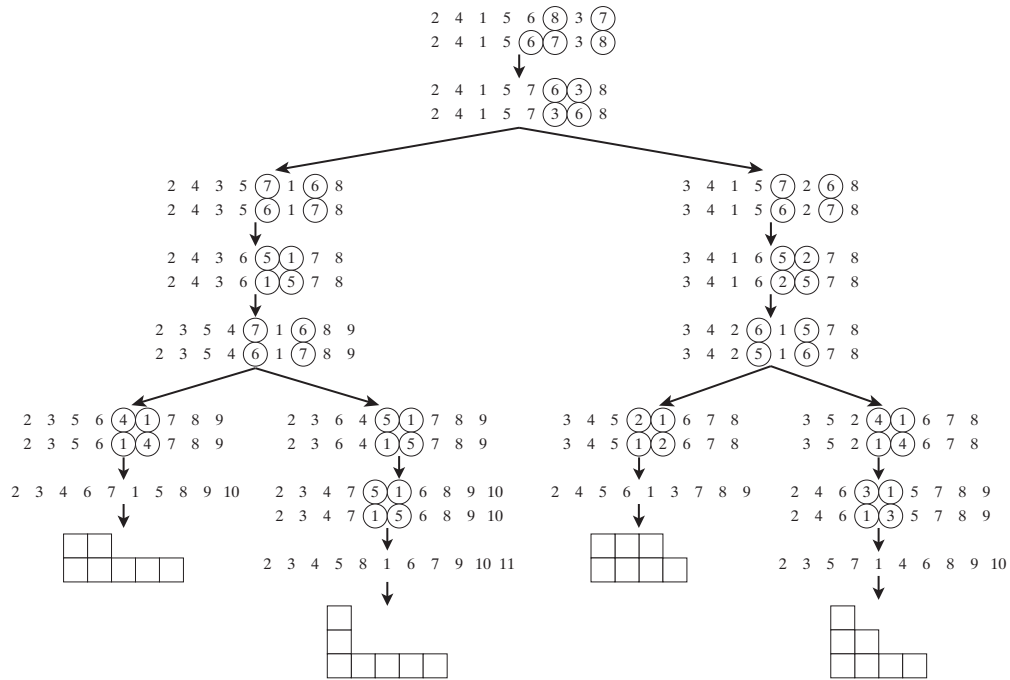 2 4 1 5 6 8 3 7
2 4 1 5 6 7 3 8
2 4 1 5 7 6 3 8
2 4 1 5 7 3 6 8
2 4 3 5 7 1 6 8
2 4 3 5 6 1 7 8
3 4 1 5 7 2 6 8
3 4 1 5 6 2 7 8
2 4 3 6 5 1 7 8
2 4 3 6 1 5 7 8
3 4 1 6 5 2 7 8
3 4 1 6 2 5 7 8
2 3 5 4 7 1 6 8 9
2 3 5 4 6 1 7 8 9
3 4 2 6 1 5 7 8
3 4 2 5 1 6 7 8
2 3 5 6 4 1 7 8 9
2 3 5 6 1 4 7 8 9
2 3 6 4 5 1 7 8 9
2 3 6 4 1 5 7 8 9
3 4 5 2 1 6 7 8
3 4 5 1 2 6 7 8
3 5 2 4 1 6 7 8
3 5 2 1 4 6 7 8
2 3 4 6 7 1 5 8 9 10
2 3 4 7 5 1 6 8 9 10
2 3 4 7 1 5 6 8 9 10
2 4 5 6 1 3 7 8 9
2 4 6 3 1 5 7 8 9
2 4 6 1 3 5 7 8 9
2 3 4 5 8 1 6 7 9 10 11
2 3 5 7 1 4 6 8 9 10